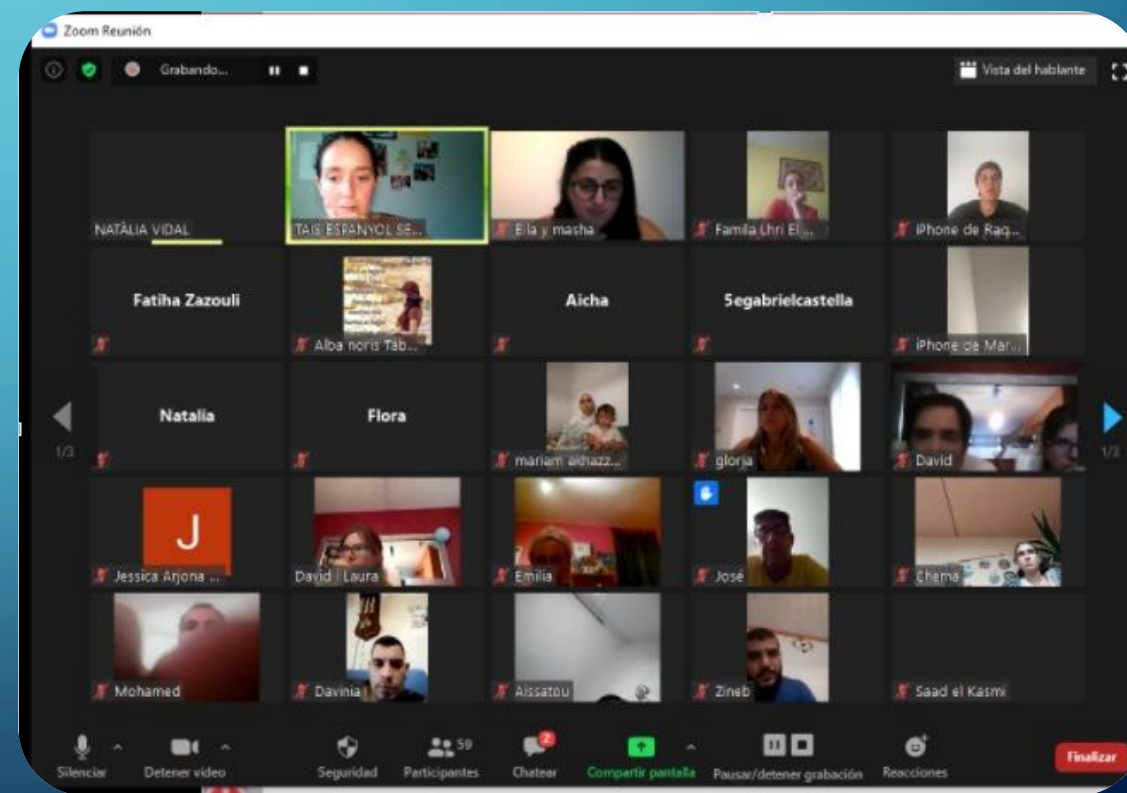 Zoom Reunión
Grabando...
Vista del hablante
NATÀLIA VIDAL
TAIS ESPANYOL SE...
Ella y masha
Famila Lhri El ...
iPhone de Raq...
Fatiha Zazouli
Alba noris Tab...
Aicha
5egabrielcastella
iPhone de Mar...
Natalia
Flora
mariam akhazz...
gloria
David
1/3
1/3
J
Jessica Arjona ...
David i Laura
Emilia
José
Chema
Mohamed
Davinia
Aissatou
Zineb
Saad el Kasmi
59
2
Silenciar
Detener video
Seguridad
Participantes
Chatear
Compartir pantalla
Pausar/detener grabación
Reacciones
Finalizar